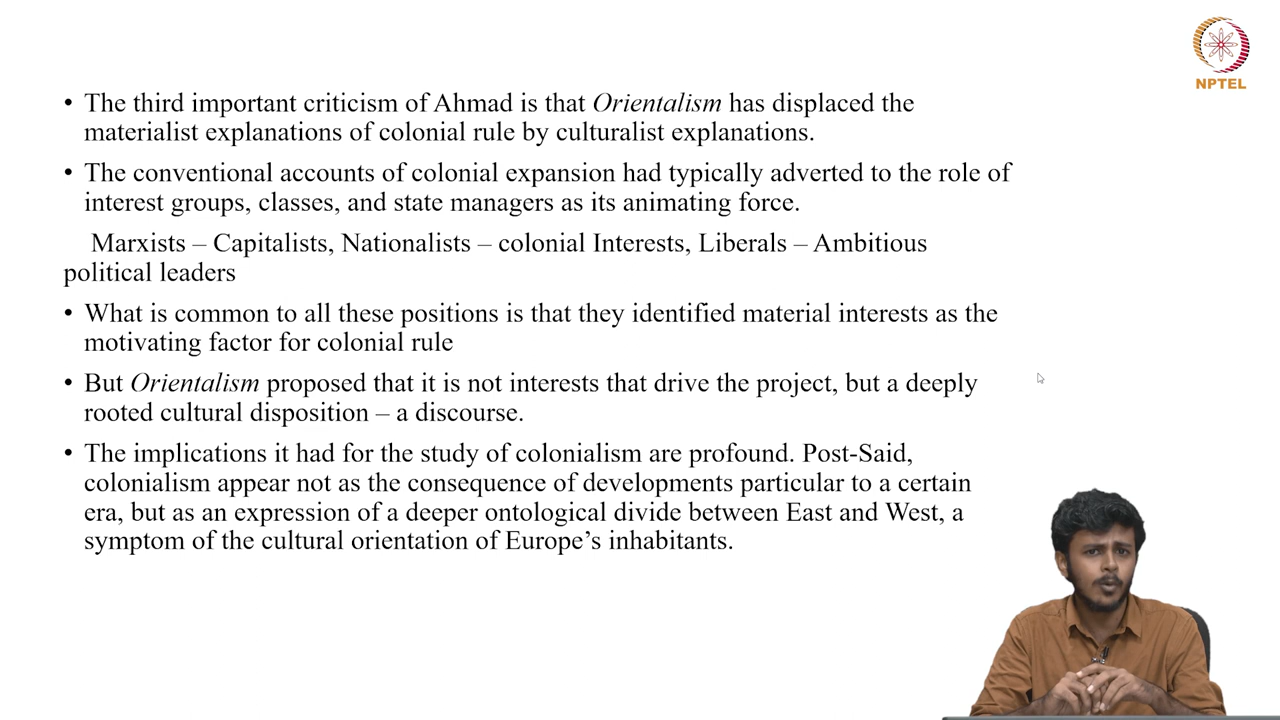 NPTEL
• The third important criticism of Ahmad is that Orientalism has displaced the
materialist explanations of colonial rule by culturalist explanations.
• The conventional accounts of colonial expansion had typically adverted to the role of
interest groups, classes, and state managers as its animating force.
Marxists – Capitalists, Nationalists – colonial Interests, Liberals – Ambitious
political leaders
• What is common to all these positions is that they identified material interests as the
motivating factor for colonial rule
• But Orientalism proposed that it is not interests that drive the project, but a deeply
rooted cultural disposition – a discourse.
• The implications it had for the study of colonialism are profound. Post-Said,
colonialism appear not as the consequence of developments particular to a certain
era, but as an expression of a deeper ontological divide between East and West, a
symptom of the cultural orientation of Europe’s inhabitants.